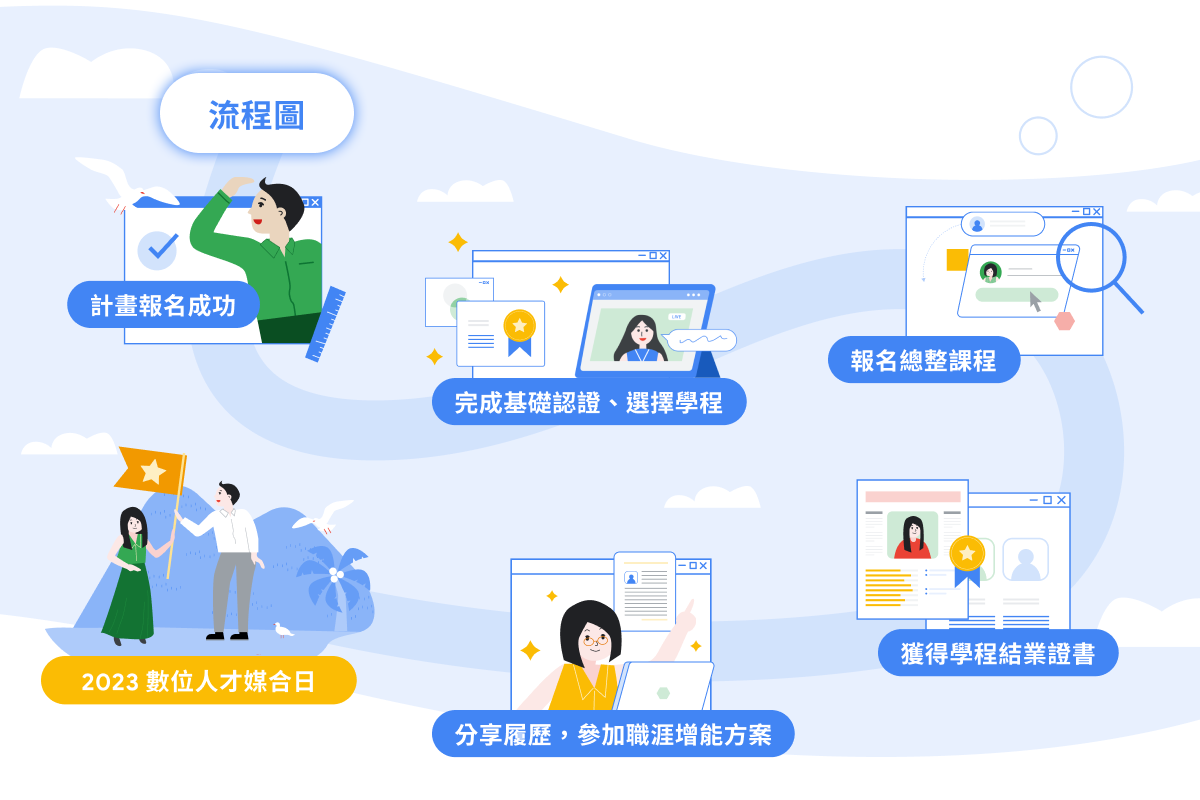 流程圖
計畫報名成功
完成基礎認證、選擇學程
LIVE
報名總整課程
獲得學程結業證書
分享履歷，參加職涯增能方案
2023 數位人才媒合日